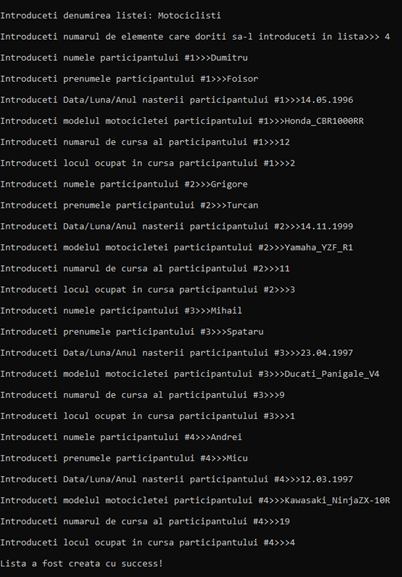 Introduceti denumirea listei: Motociclisti
Introduceti numarul de elemente care doriti sa-l introduceti in lista>>> 4
Introduceti numele participantului #1>>>Dumitru
Introduceti prenumele participantului #1>>>Foisor
Introduceti Data/Luna/Anul nasterii participantului #1>>>14.05.1996
Introduceti modelul motocicletei participantului #1>>>Honda_CBR1000RR
Introduceti numarul de cursa al participantului #1>>>12
Introduceti locul ocupat in cursa participantului #1>>>2
Introduceti numele participantului #2>>>Grigore
Introduceti prenumele participantului #2>>>Turcan
Introduceti Data/Luna/Anul nasterii participantului #2>>>14.11.1999
Introduceti modelul motocicletei participantului #2>>>Yamaha_YZF_R1
Introduceti numarul de cursa al participantului #2>>>11
Introduceti locul ocupat in cursa participantului #2>>>3
Introduceti numele participantului #3>>>Mihail
Introduceti prenumele participantului #3>>>Spataru
Introduceti Data/Luna/Anul nasterii participantului #3>>>23.04.1997
Introduceti modelul motocicletei participantului #3>>>Ducati_Panigale_V4
Introduceti numarul de cursa al participantului #3>>>9
Introduceti locul ocupat in cursa participantului #3>>>1
Introduceti numele participantului #4>>>Andrei
Introduceti prenumele participantului #4>>>Micu
Introduceti Data/Luna/Anul nasterii participantului #4>>>12.03.1997
Introduceti modelul motocicletei participantului #4>>>Kawasaki_NinjaZX-10R
Introduceti numarul de cursa al participantului #4>>>19
Introduceti locul ocupat in cursa participantului #4>>>4
Lista a fost creata cu success!